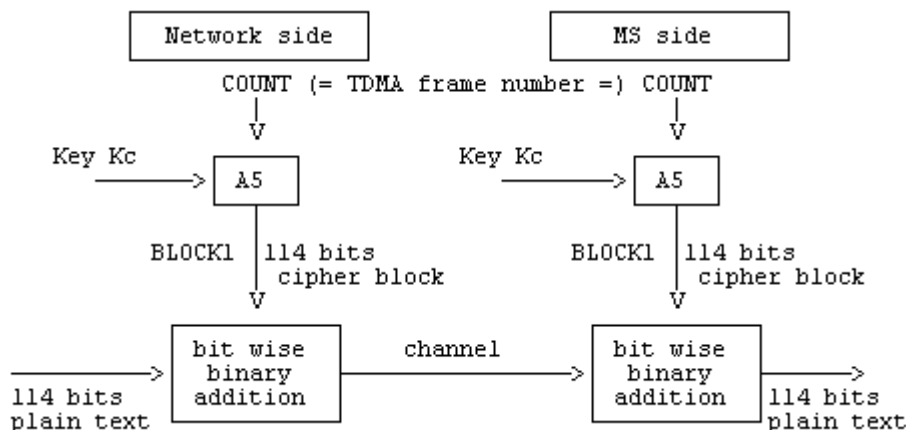 Network side
MS side
COUNT (= TDMA frame number =) COUNT
Key Kc
A5
Key Kc
A5
BLOCK1
114 bits
cipher block
BLOCK1
114 bits
cipher block
bit wise
binary
addition
channel
bit wise
binary
addition
114 bits
plain text
114 bits
plain text